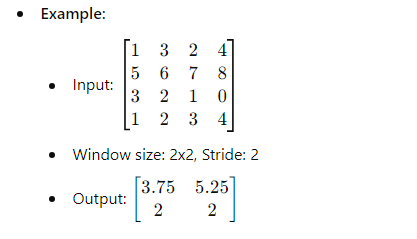 Example:
Input:
1 3 2 4
5 6 7 8
3 2 1 0
1 2 3 4
Window size: 2x2, Stride: 2
Output:
3.75 5.25
2 2